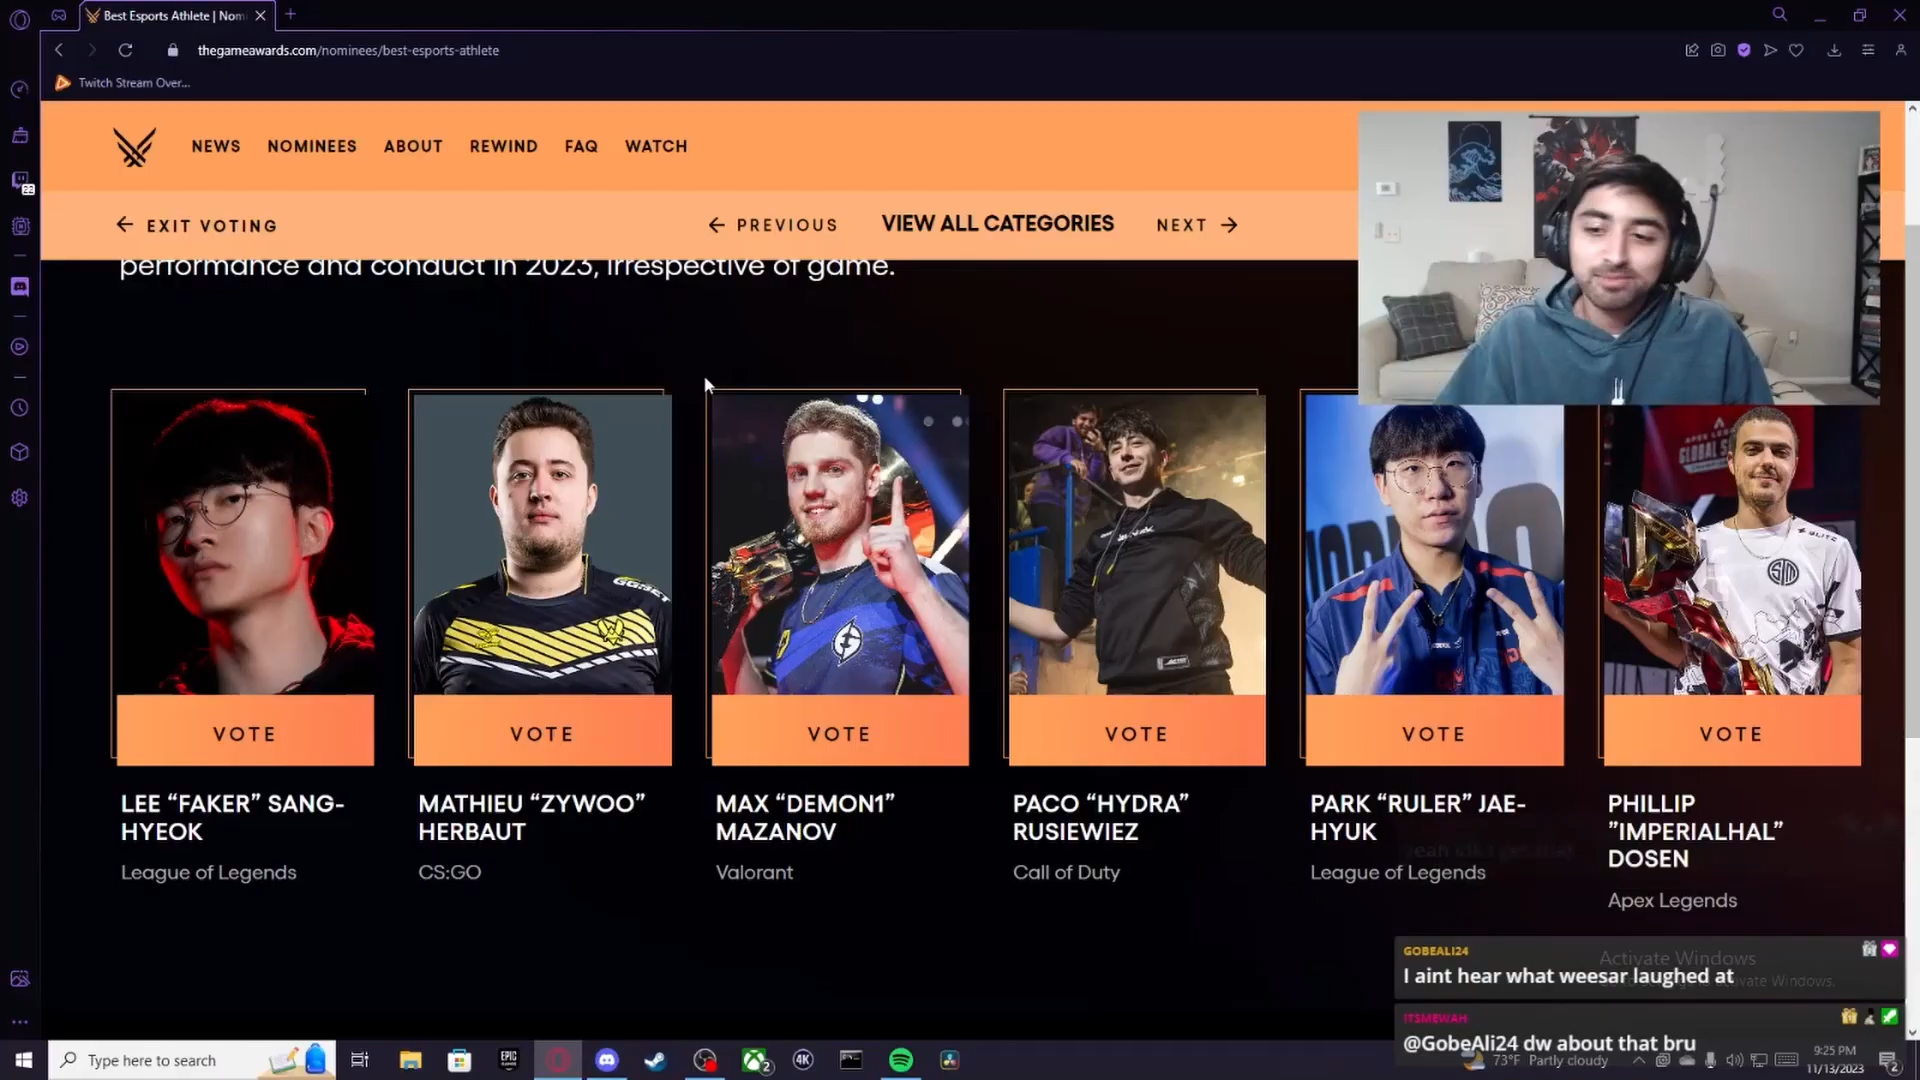 Best Esports Athlete | Nomi
thegameawards.com/nominees/best-esports-athlete
Twitch Stream Over...
NEWS NOMINEES ABOUT REWIND FAQ WATCH
EXIT VOTING
PREVIOUS
VIEW ALL CATEGORIES
NEXT
performance and conduct in 2023, irrespective of game.
VOTE
VOTE
VOTE
VOTE
VOTE
VOTE
LEE “FAKER” SANG-
HYEOK
League of Legends
MATHIEU “ZYWOO”
HERBAUT
CS:GO
MAX “DEMON1”
MAZANOV
Valorant
PACO “HYDRA”
RUSIEWIEZ
Call of Duty
PARK “RULER” JAE-
HYUK
League of Legends
PHILLIP
”IMPERIALHAL”
DOSEN
Apex Legends
GOBEALI24
Activate Windows
I aint hear what weesar laughed at
ITSMEWAH
@GobeAli24 dw about that bru
Type here to search
73°F Partly cloudy
9:25 PM
11/13/2023